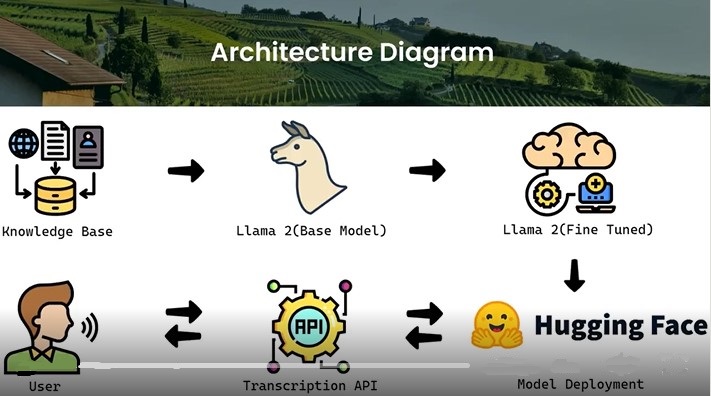 Architecture Diagram
Knowledge Base
Llama 2(Base Model)
Llama 2(Fine Tuned)
API
Hugging Face
User
Transcription API
Model Deployment